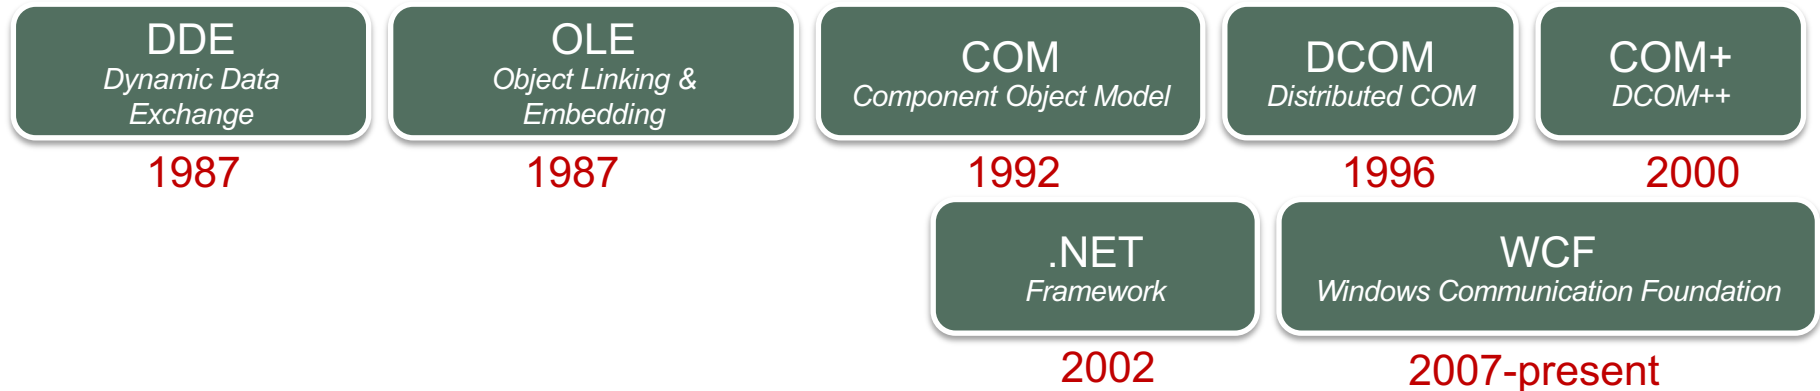 DDE
Dynamic Data
Exchange
1987
OLE
Object Linking &
Embedding
1987
COM
Component Object Model
1992
DCOM
Distributed COM
1996
COM+
DCOM++
2000
.NET
Framework
2002
WCF
Windows Communication Foundation
2007-present